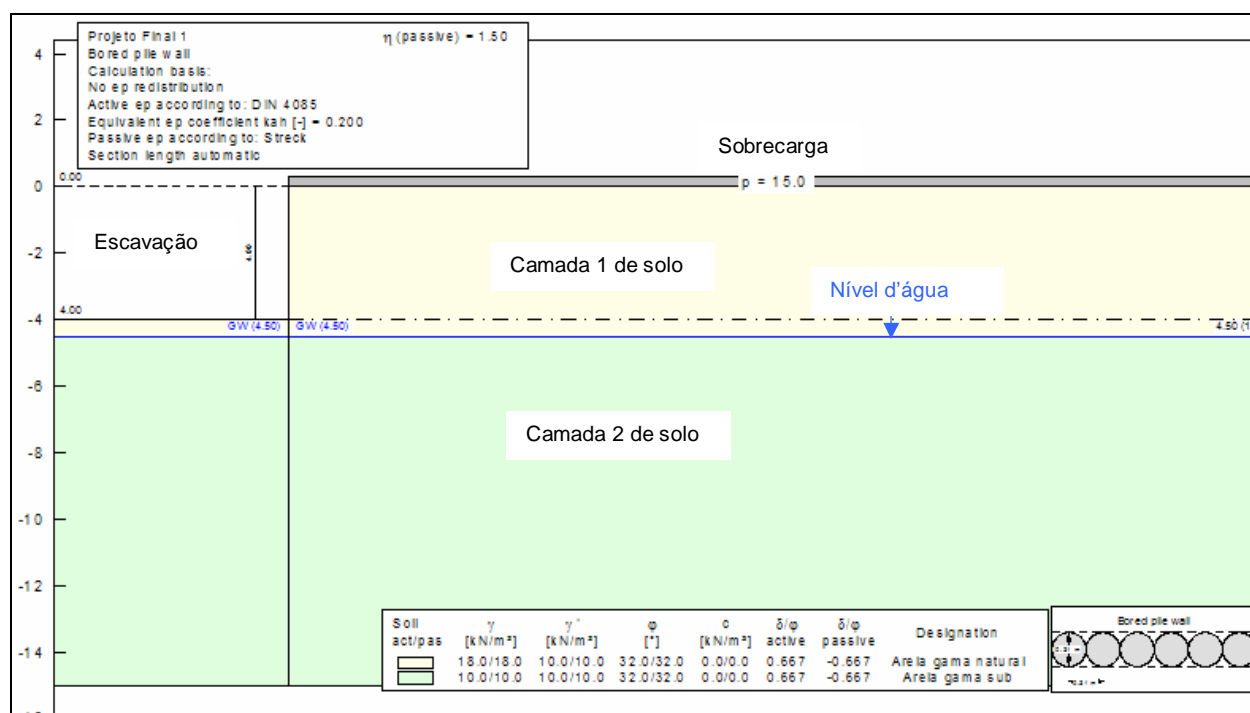 Projeto Final 1
η (passive) = 1.50
Bored pile wall
Calculation basis:
No ep redistribution
Active ep according to: DIN 4085
Equivalent ep coefficient kah [-] = 0.200
Passive ep according to: Streck
Section length automatic
4
2
0
-2
-4
-6
-8
-10
-12
-14
0.00
Sobrecarga
p = 15.0
Escavação
4.00
Camada 1 de solo
Nível d'água
4.00
GW (4.50)
GW (4.50)
4.50 (1
Camada 2 de solo
Soil γ γ' φ c δ/φ δ/φ Designation
act/pas [kN/m³] [kN/m³] [°] [kN/m²] active passive
18.0/18.0 10.0/10.0 32.0/32.0 0.0/0.0 0.667 -0.667 Areia gama natural
10.0/10.0 10.0/10.0 32.0/32.0 0.0/0.0 0.667 -0.667 Areia gama sub
Bored pile wall